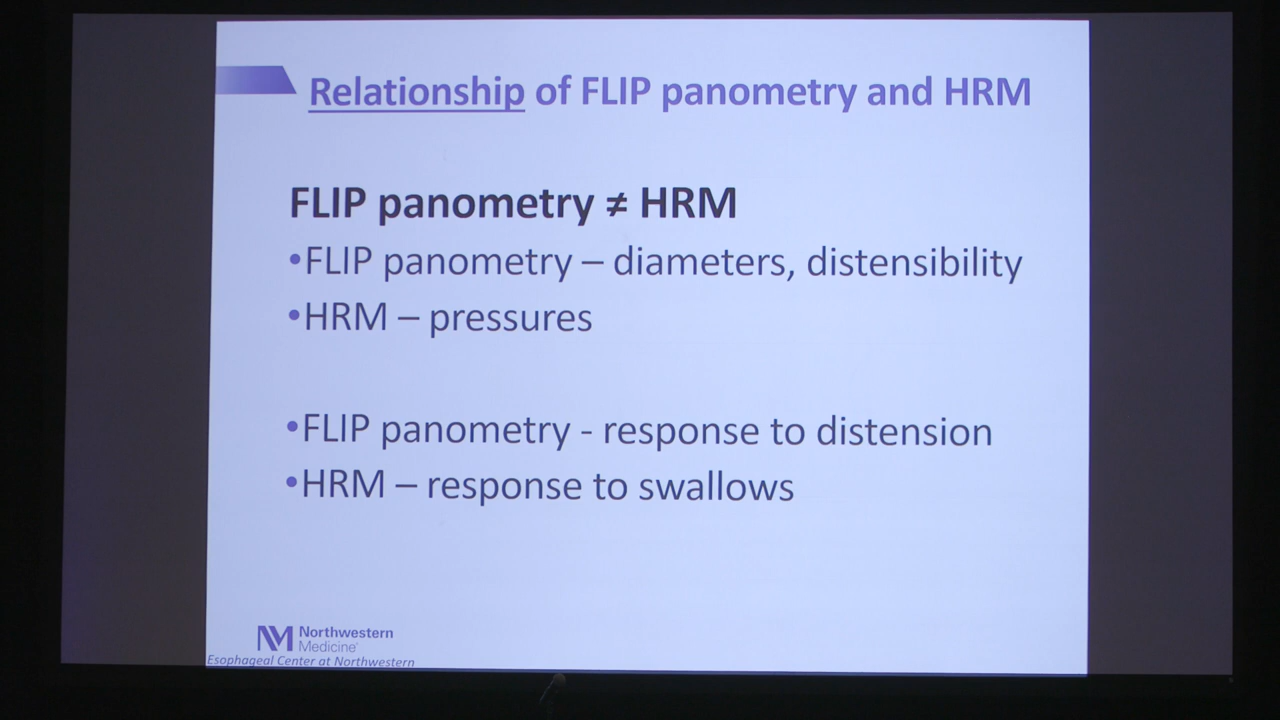 Relationship of FLIP panometry and HRM
FLIP panometry ≠ HRM
•FLIP panometry – diameters, distensibility
•HRM – pressures
•FLIP panometry - response to distension
•HRM – response to swallows
NM Northwestern
Medicine
Esophageal Center at Northwestern